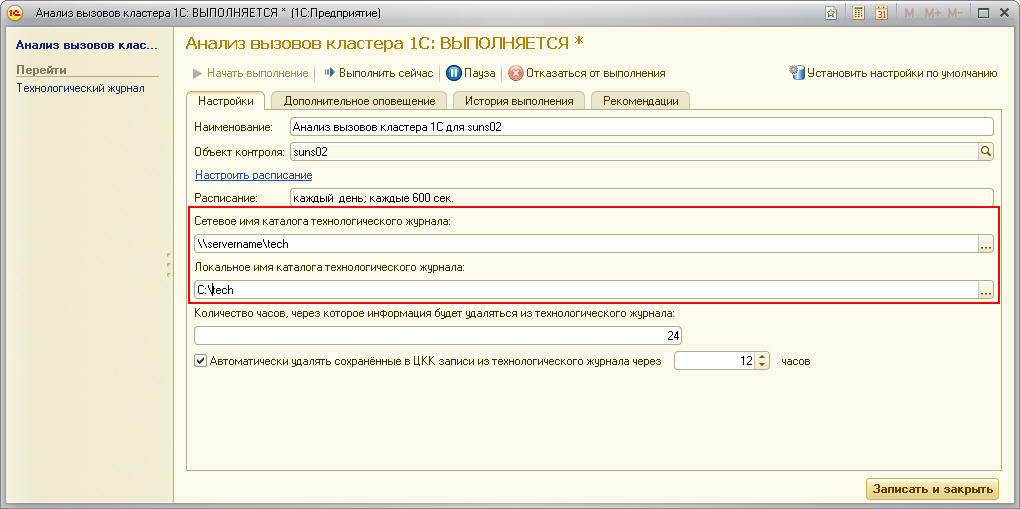 Анализ вызовов кластера 1С: ВЫПОЛНЯЕТСЯ * (1С:Предприятие)
M M+ M-
Анализ вызовов клас...
Перейти
Технологический журнал
Анализ вызовов кластера 1С: ВЫПОЛНЯЕТСЯ *
Начать выполнение Выполнить сейчас Пауза Отказаться от выполнения Установить настройки по умолчанию
Настройки Дополнительное оповещение История выполнения Рекомендации
Наименование: Анализ вызовов кластера 1С для suns02
Объект контроля: suns02
Настроить расписание
Расписание: каждый день; каждые 600 сек.
Сетевое имя каталога технологического журнала:
\\servername\tech ...
Локальное имя каталога технологического журнала:
C:\tech ...
Количество часов, через которое информация будет удаляться из технологического журнала:
24
Автоматически удалять сохранённые в ЦКК записи из технологического журнала через 12 часов
Записать и закрыть